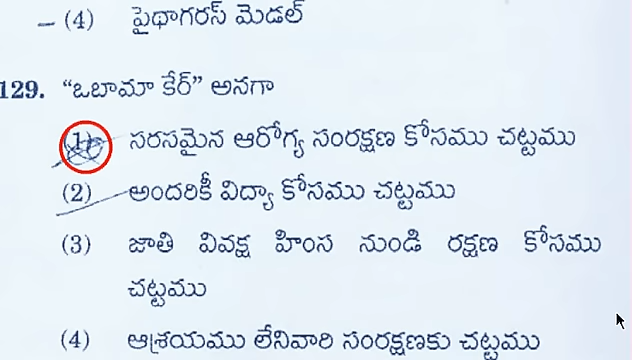 (4) పైథాగరస్ మెడల్
129. “ఒబామా కేర్” అనగా
(1) సరసమైన ఆరోగ్య సంరక్షణ కోసము చట్టము
(2) అందరికీ విద్యా కోసము చట్టము
(3) జాతి వివక్ష హింస నుండి రక్షణ కోసము
చట్టము
(4) ఆశ్రయము లేనివారి సంరక్షణకు చట్టము